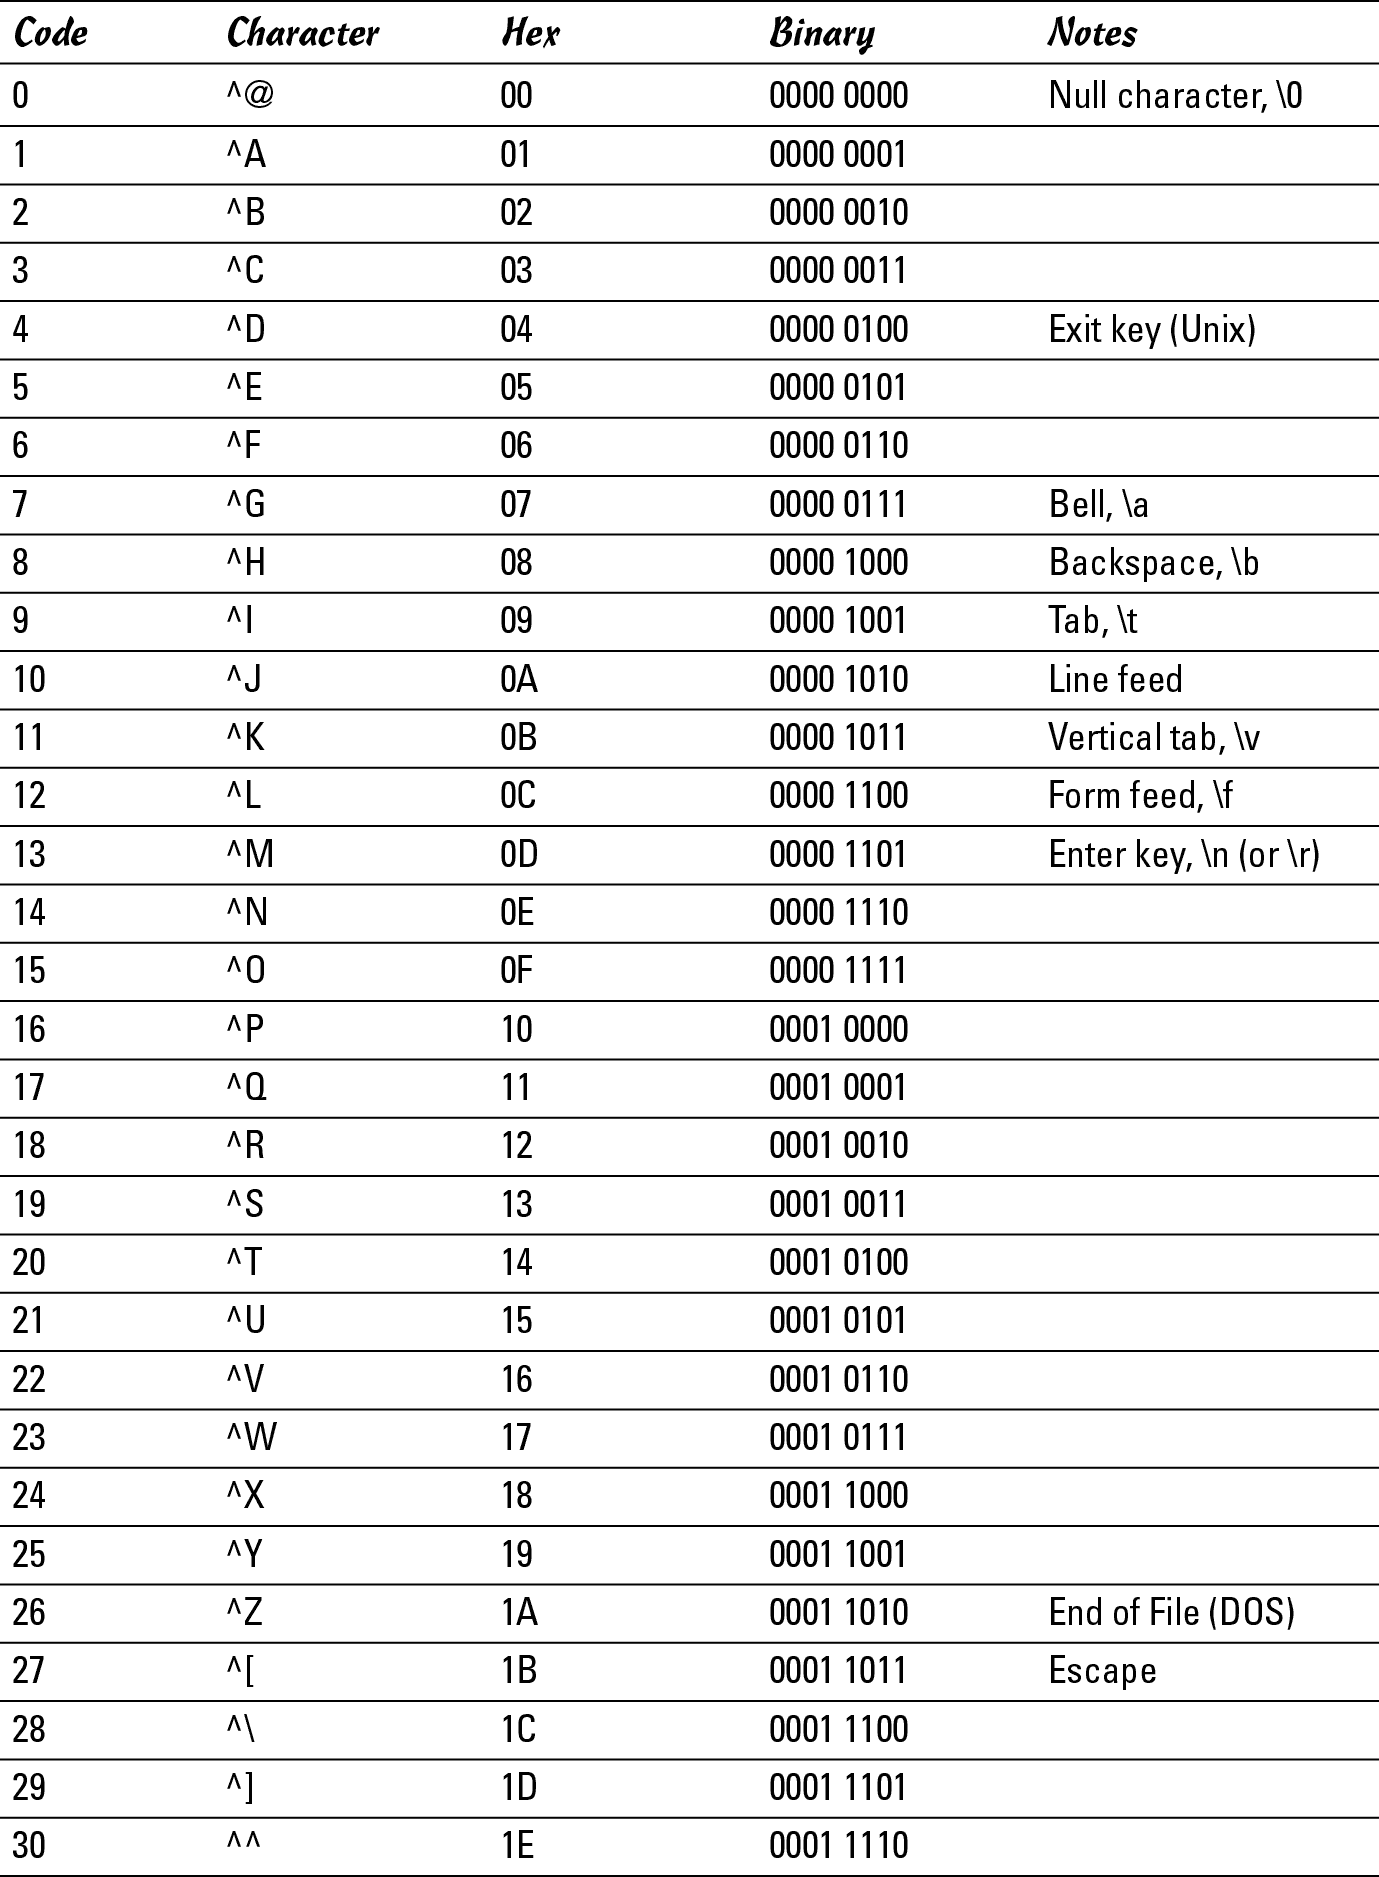 Code Character Hex Binary Notes
0 ^@ 00 0000 0000 Null character, \0
1 ^A 01 0000 0001
2 ^B 02 0000 0010
3 ^C 03 0000 0011
4 ^D 04 0000 0100 Exit key (Unix)
5 ^E 05 0000 0101
6 ^F 06 0000 0110
7 ^G 07 0000 0111 Bell, \a
8 ^H 08 0000 1000 Backspace, \b
9 ^I 09 0000 1001 Tab, \t
10 ^J 0A 0000 1010 Line feed
11 ^K 0B 0000 1011 Vertical tab, \v
12 ^L 0C 0000 1100 Form feed, \f
13 ^M 0D 0000 1101 Enter key, \n (or \r)
14 ^N 0E 0000 1110
15 ^O 0F 0000 1111
16 ^P 10 0001 0000
17 ^Q 11 0001 0001
18 ^R 12 0001 0010
19 ^S 13 0001 0011
20 ^T 14 0001 0100
21 ^U 15 0001 0101
22 ^V 16 0001 0110
23 ^W 17 0001 0111
24 ^X 18 0001 1000
25 ^Y 19 0001 1001
26 ^Z 1A 0001 1010 End of File (DOS)
27 ^[ 1B 0001 1011 Escape
28 ^\ 1C 0001 1100
29 ^] 1D 0001 1101
30 ^^ 1E 0001 1110